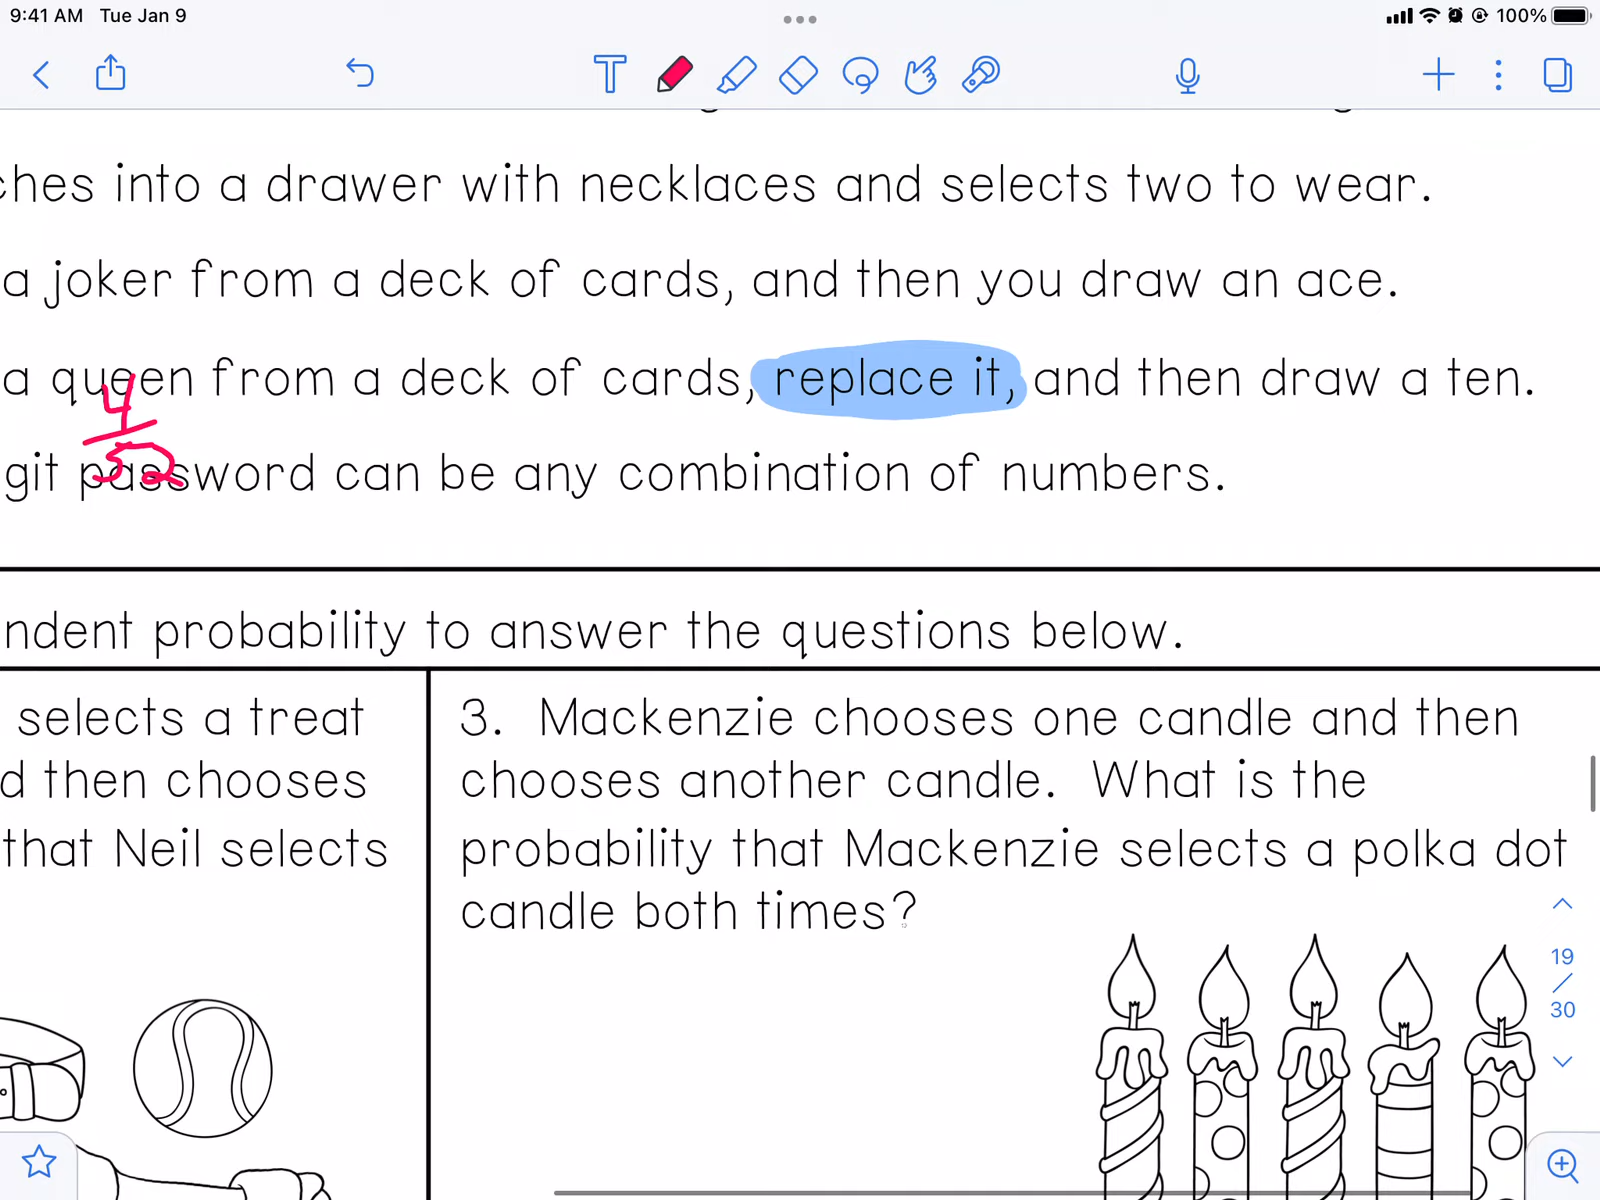 9:41 AM Tue Jan 9
100%
ches into a drawer with necklaces and selects two to wear.
a joker from a deck of cards, and then you draw an ace.
a queen from a deck of cards, replace it, and then draw a ten.
4
52
git password can be any combination of numbers.
ndent probability to answer the questions below.
selects a treat
d then chooses
that Neil selects
3. Mackenzie chooses one candle and then
chooses another candle. What is the
probability that Mackenzie selects a polka dot
candle both times?
19
/
30